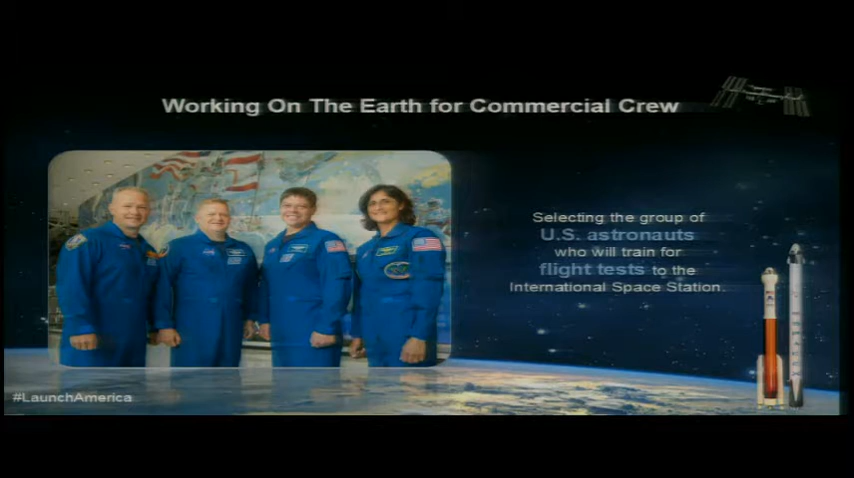 Working On The Earth for Commercial Crew
Selecting the group of
U.S. astronauts
who will train for
flight tests to the
International Space Station.
#LaunchAmerica